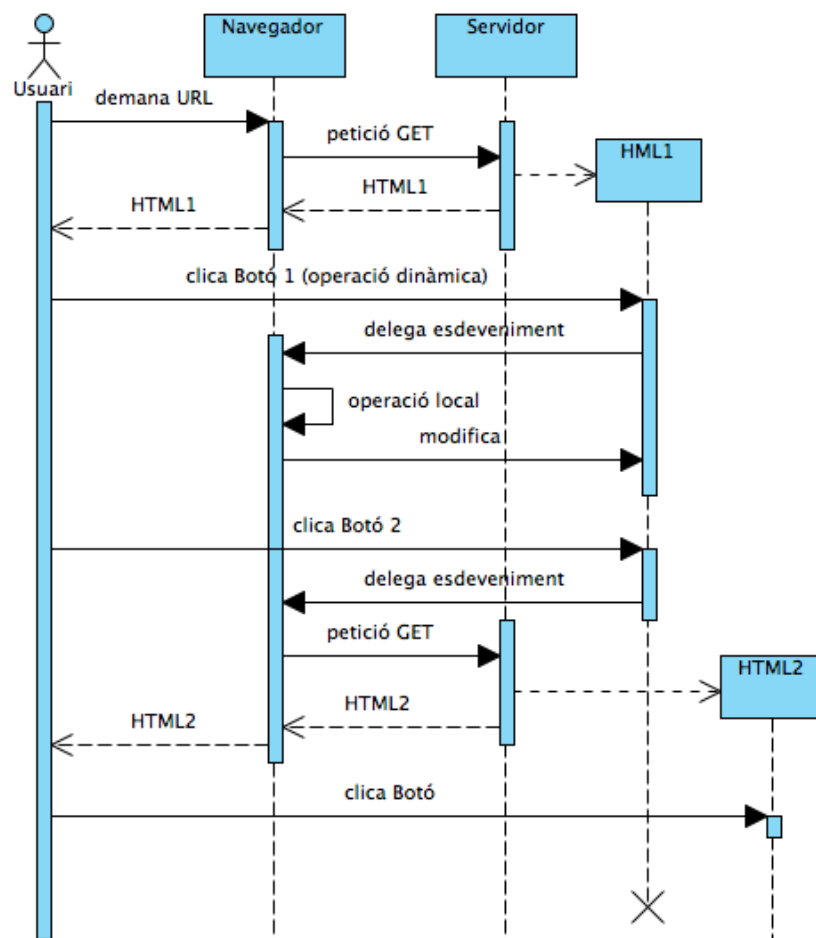 Navegador
Servidor
Usuari
demana URL
petició GET
HML1
HTML1
HTML1
clica Botó 1 (operació dinàmica)
delega esdeveniment
operació local
modifica
clica Botó 2
delega esdeveniment
petició GET
HTML2
HTML2
HTML2
clica Botó